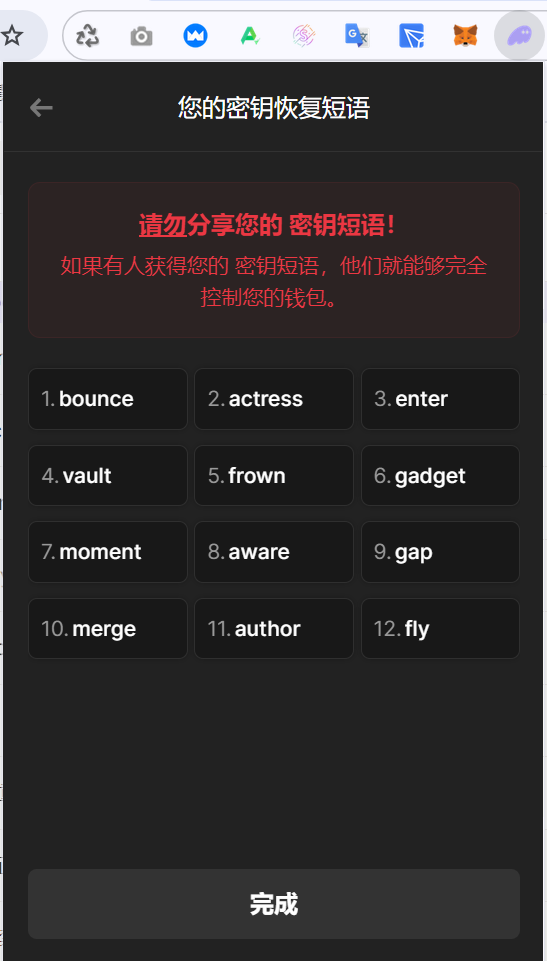 您的密钥恢复短语
请勿分享您的 密钥短语！
如果有人获得您的 密钥短语，他们就能够完全
控制您的钱包。
1. bounce 2. actress 3. enter
4. vault 5. frown 6. gadget
7. moment 8. aware 9. gap
10. merge 11. author 12. fly
完成